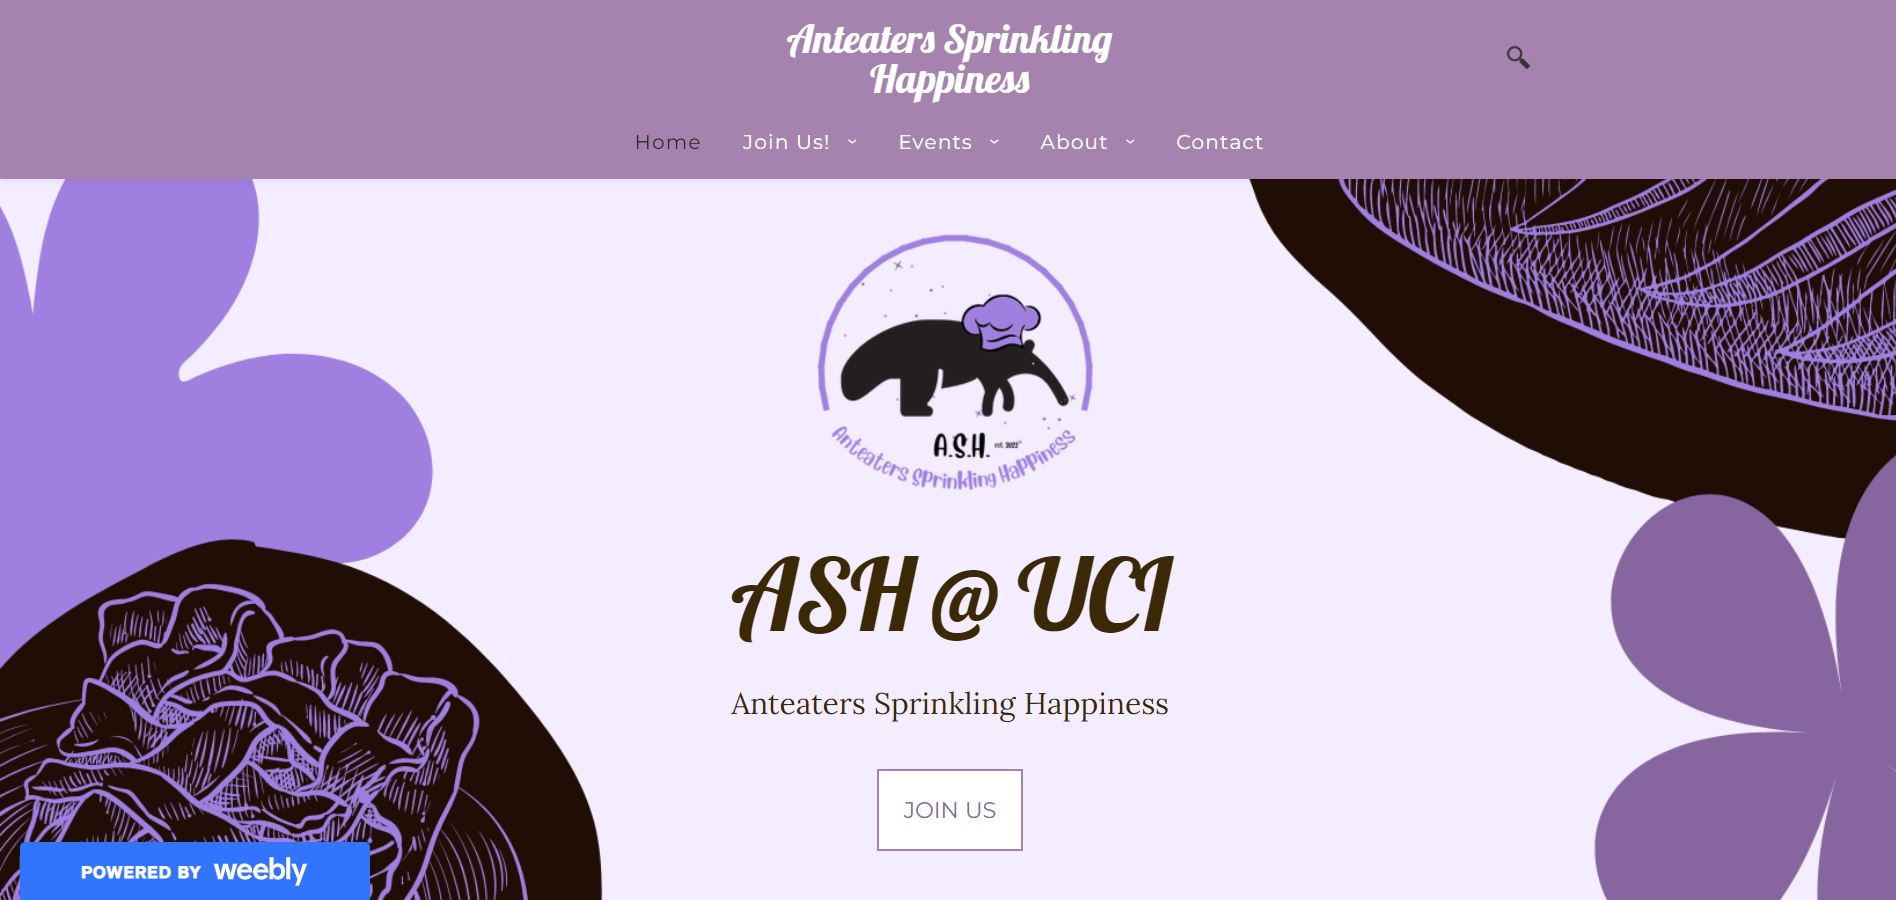 Anteaters Sprinkling
Happiness
Home
Join Us!
Events
About
Contact
A.S.H. est. 2022
Anteaters Sprinkling Happiness
ASH @ UCI
Anteaters Sprinkling Happiness
JOIN US
POWERED BY weebly